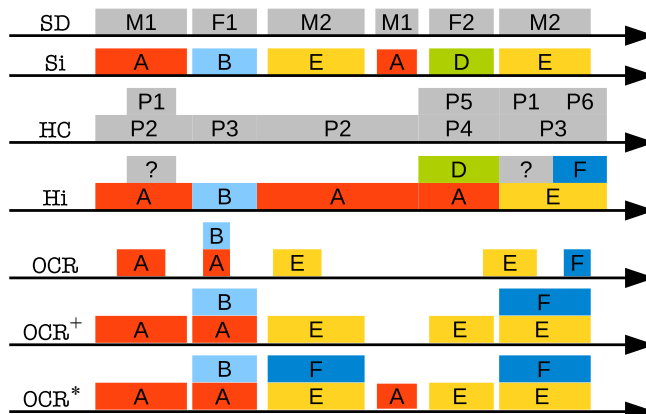 SD M1 F1 M2 M1 F2 M2
Si A B E A D E
P1 P5 P1 P6
HC P2 P3 P2 P4 P3
? D ? F
Hi A B A A E
B
OCR A A E E F
B F
OCR+ A A E E E
B F F
OCR* A A E A E E